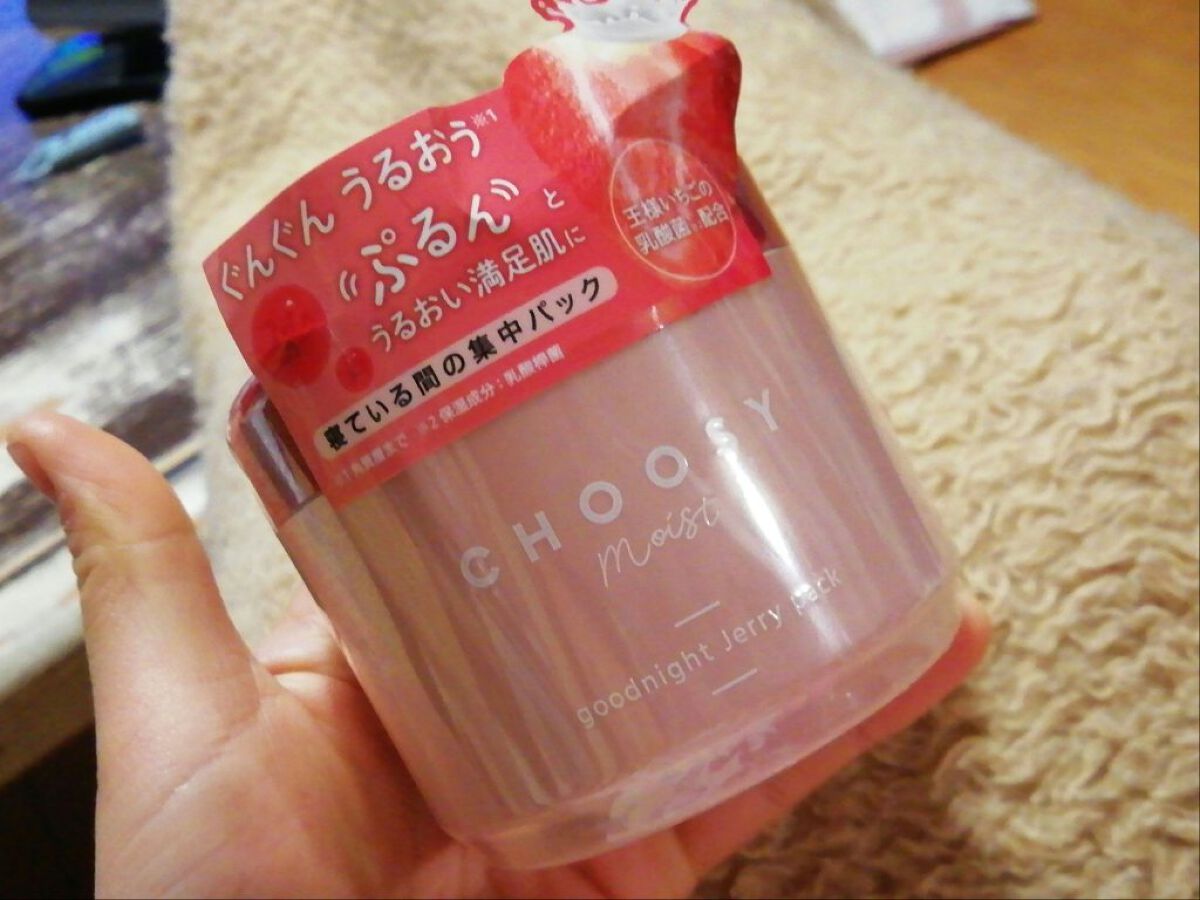 ぐんぐん うるおう※1
"ぷるん"と
うるおい満足肌に
王様いちごの
乳酸菌※2配合
寝ている間の集中パック
※1 角質層まで ※2 保湿成分:乳酸桿菌
CHOOSY
Moist
goodnight Jerry pack